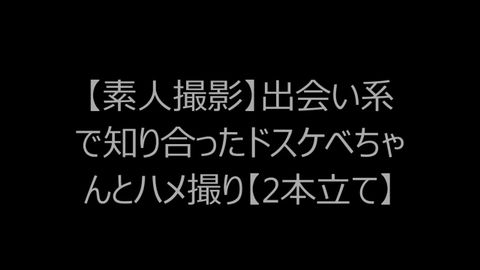 【素人撮影】出会い系
で知り合ったドスケベちゃ
んとハメ撮り【2本立て】